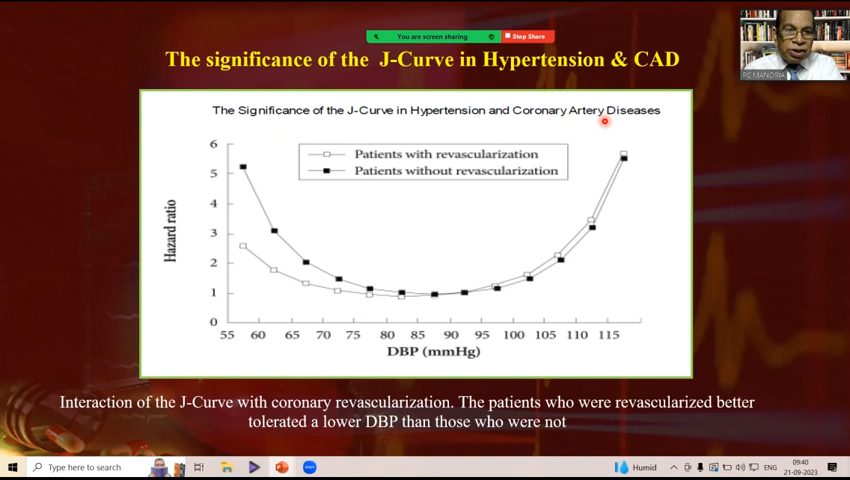 You are screen sharing
Stop Share
The significance of the J-Curve in Hypertension & CAD
PC MANORIA
The Significance of the J-Curve in Hypertension and Coronary Artery Diseases
Patients with revascularization
Patients without revascularization
Hazard ratio
6
5
4
3
2
1
0
55 60 65 70 75 80 85 90 95 100 105 110 115
DBP (mmHg)
Interaction of the J-Curve with coronary revascularization. The patients who were revascularized better
tolerated a lower DBP than those who were not
Type here to search
Humid
ENG
09:40
21-09-2023